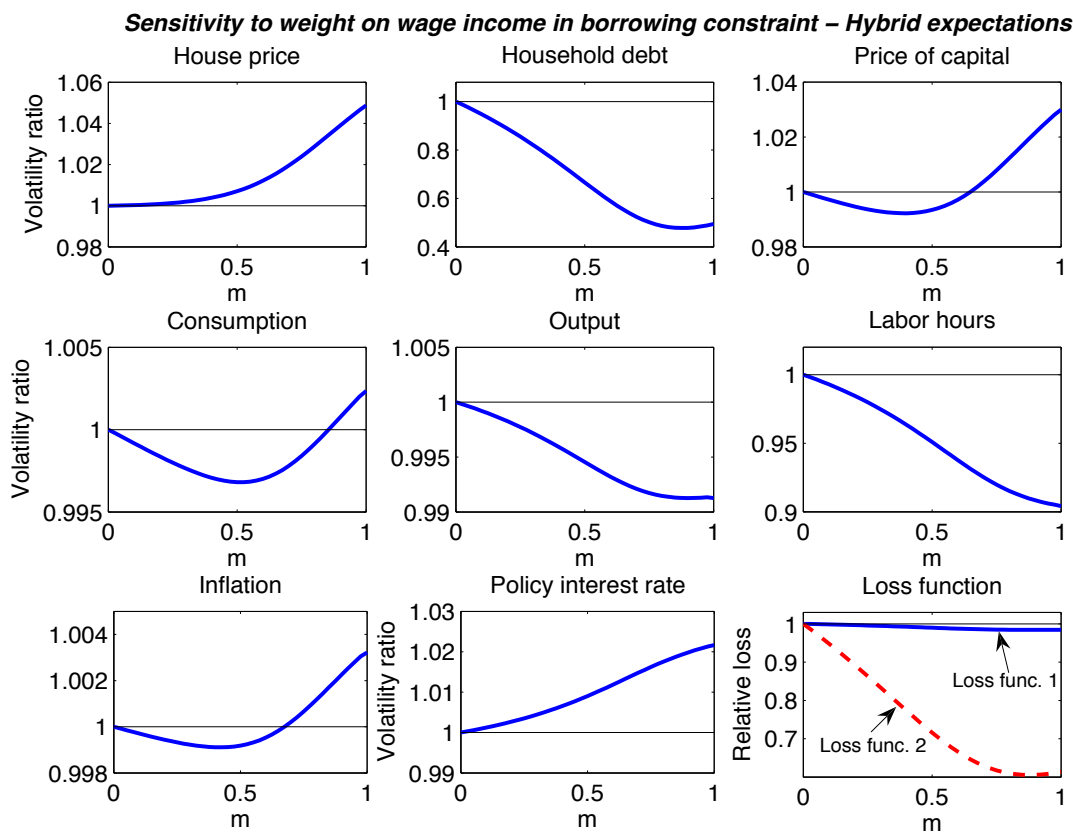 Sensitivity to weight on wage income in borrowing constraint – Hybrid expectations
House price
Household debt
Price of capital
Volatility ratio
1.06
1.04
1.02
1
0.98
0
0.5
1
m
1
0.8
0.6
0.4
0
0.5
1
m
1.04
1.02
1
0.98
0
0.5
1
m
Consumption
Output
Labor hours
Volatility ratio
1.005
1
0.995
0
0.5
1
m
1.005
1
0.995
0.99
0
0.5
1
m
1
0.95
0.9
0
0.5
1
m
Inflation
Policy interest rate
Loss function
1.004
1.002
1
0.998
0
0.5
1
m
Volatility ratio
1.03
1.02
1.01
1
0.99
0
0.5
1
m
Relative loss
1
0.9
0.8
0.7
Loss func. 1
Loss func. 2
0
0.5
1
m